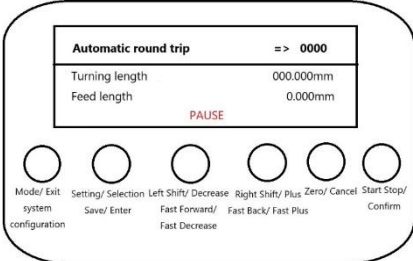 Automatic round trip => 0000
Turning length 000.000mm
Feed length 0.000mm
PAUSE
Mode/ Exit
system
configuration
Setting/ Selection
Save/ Enter
Left Shift/ Decrease
Fast Forward/
Fast Decrease
Right Shift/ Plus
Fast Back/ Fast Plus
Zero/ Cancel
Start Stop/
Confirm